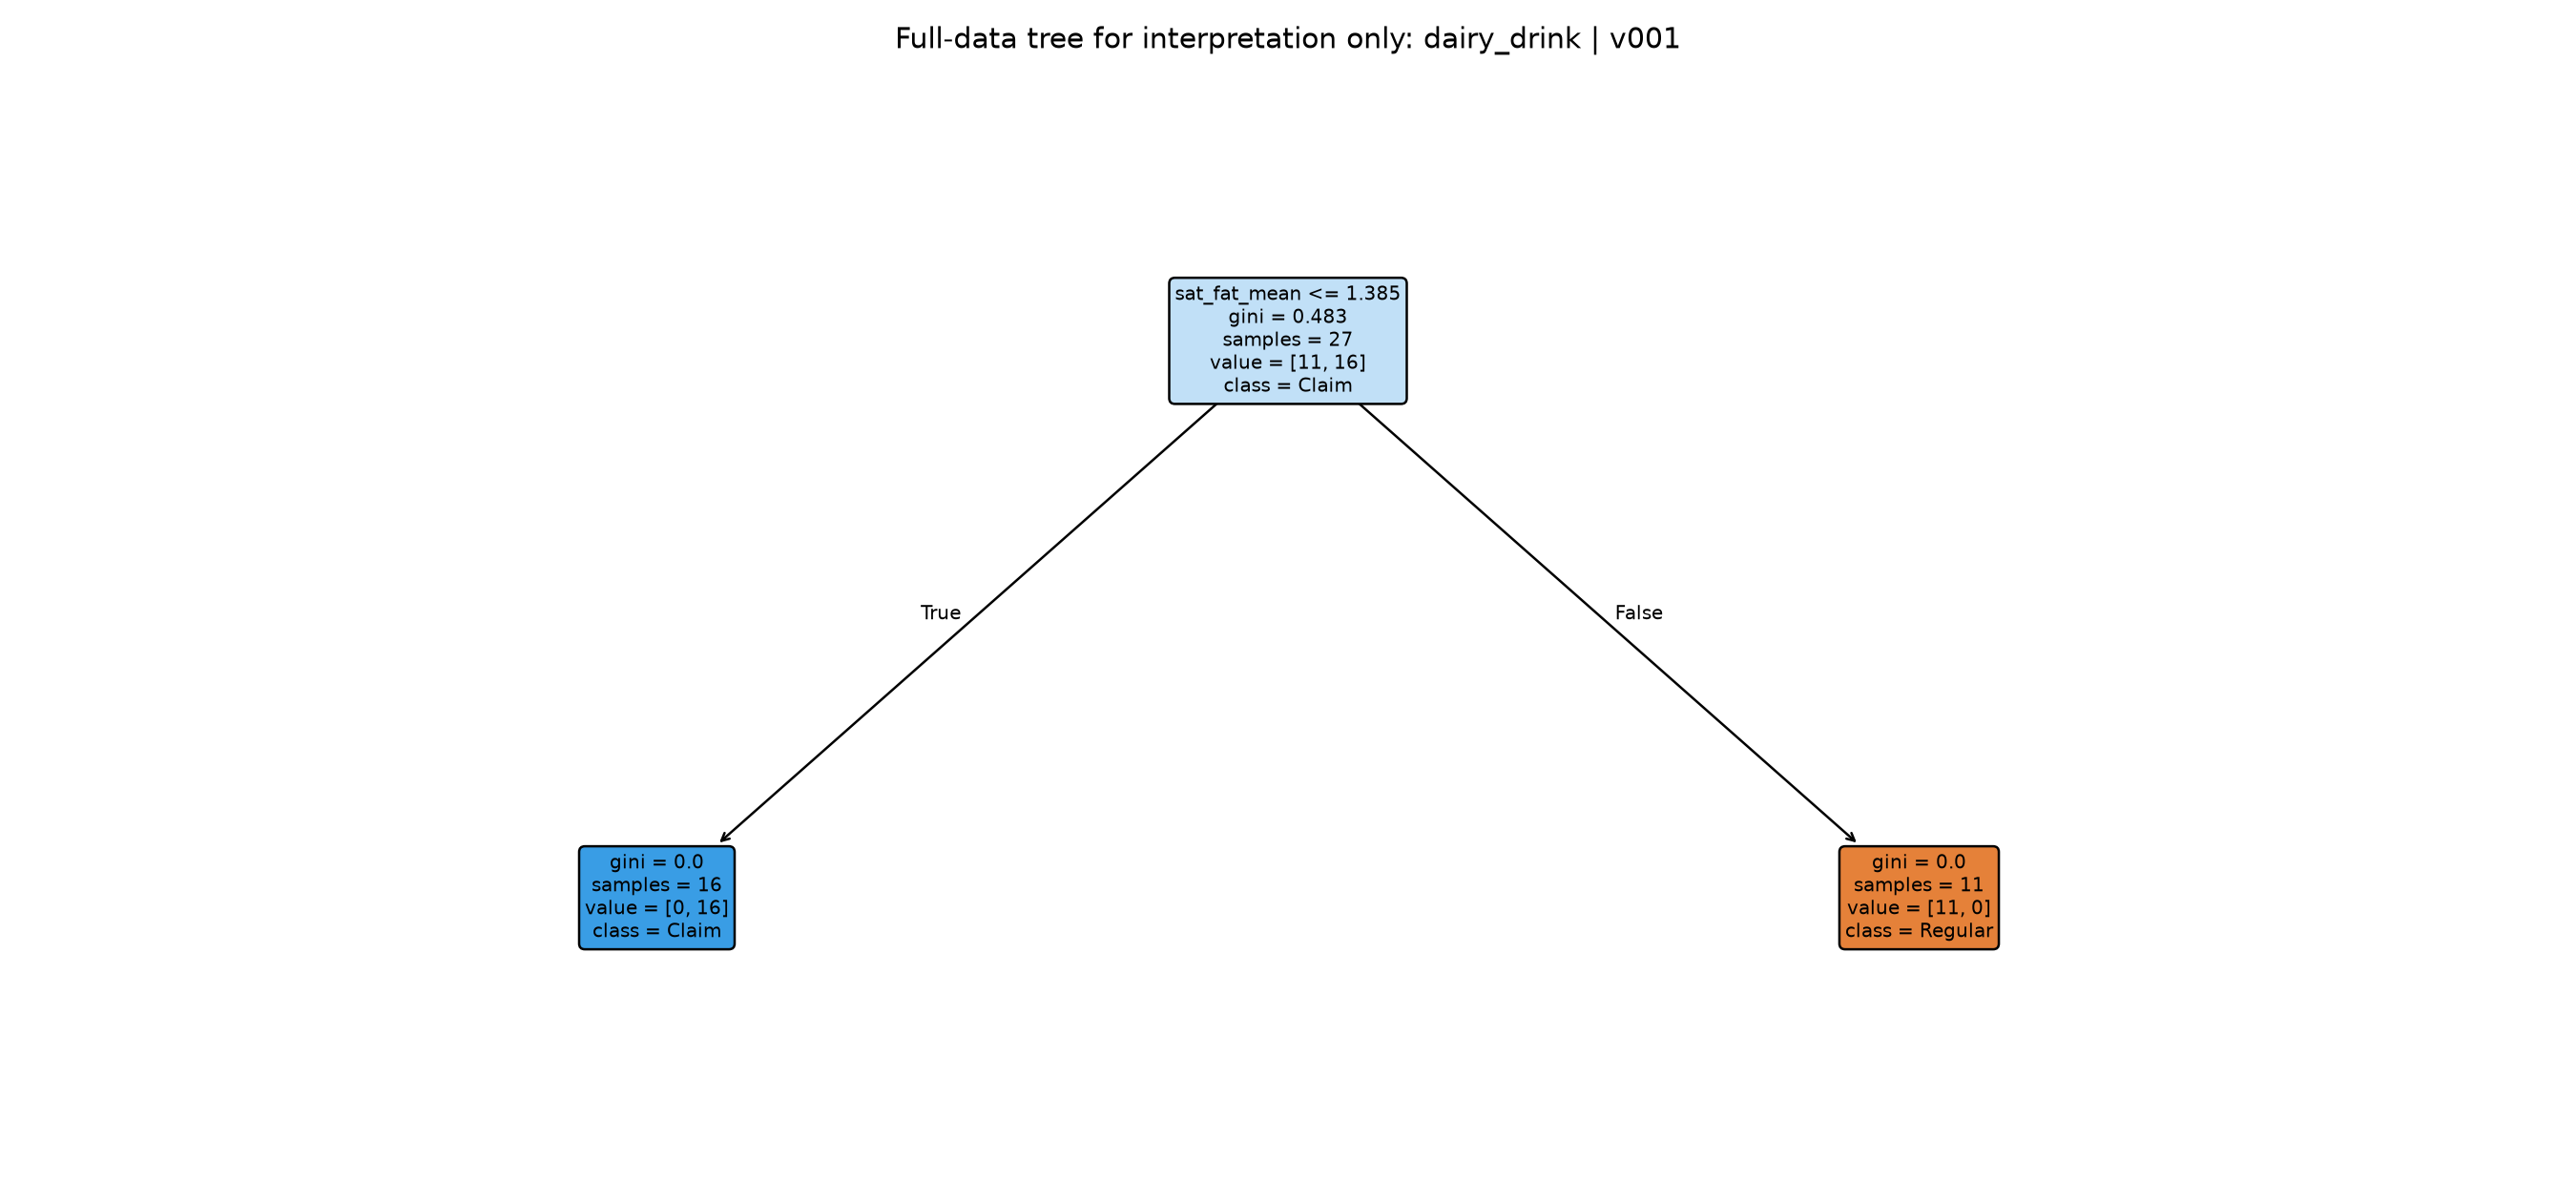 Full-data tree for interpretation only: dairy_drink | v001
sat_fat_mean <= 1.385
gini = 0.483
samples = 27
value = [11, 16]
class = Claim
True
False
gini = 0.0
samples = 16
value = [0, 16]
class = Claim
gini = 0.0
samples = 11
value = [11, 0]
class = Regular